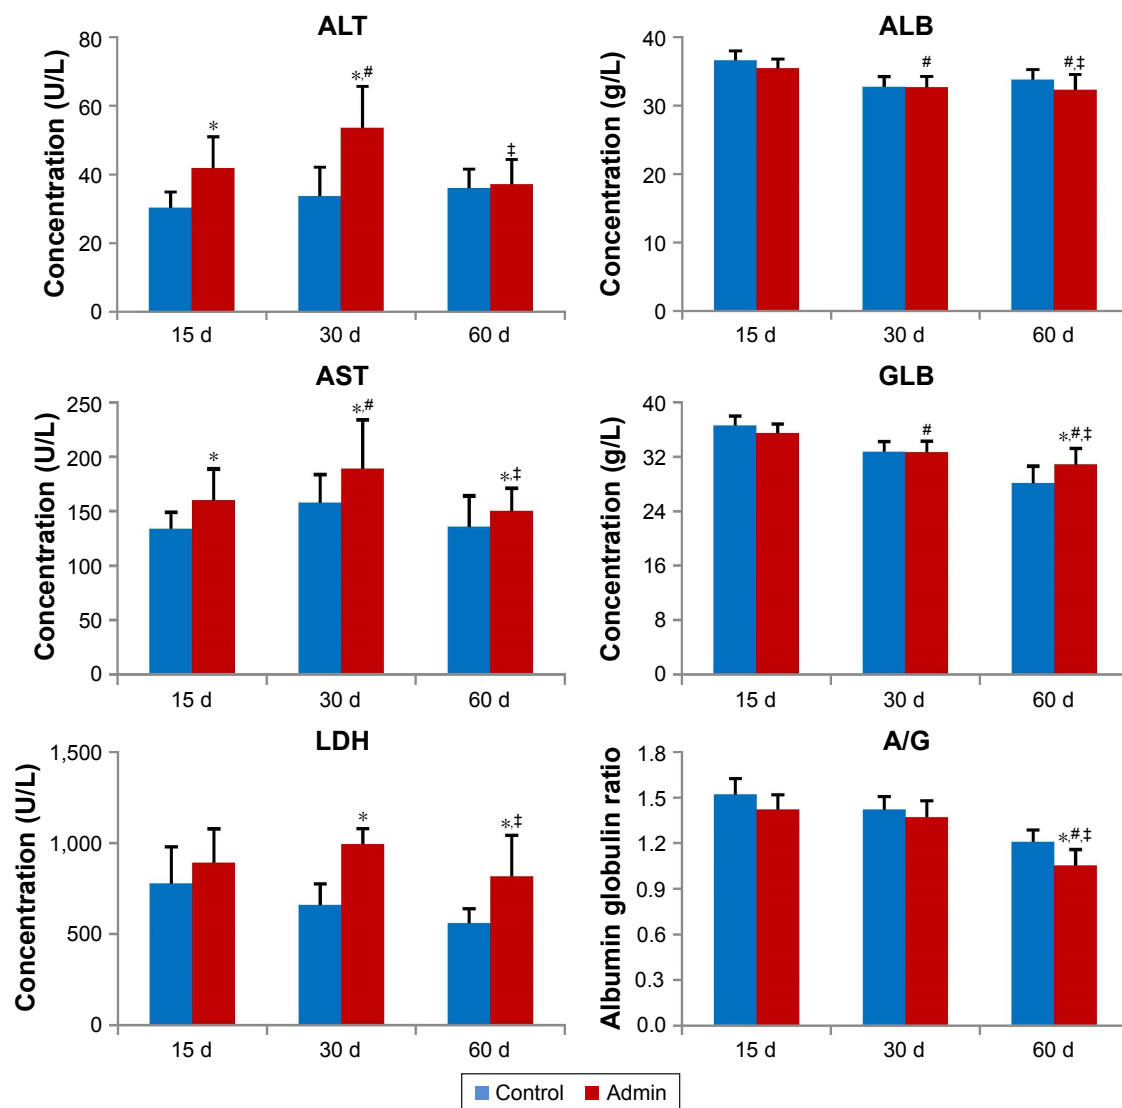 ALT
Concentration (U/L)
80
60
40
20
0
*
*,#
‡
15 d
30 d
60 d
ALB
Concentration (g/L)
40
30
20
10
0
#
#,‡
15 d
30 d
60 d
AST
Concentration (U/L)
250
200
150
100
50
0
*
*,#
*,‡
15 d
30 d
60 d
GLB
Concentration (g/L)
40
32
24
16
8
0
#
*,#,‡
15 d
30 d
60 d
LDH
Concentration (U/L)
1,500
1,000
500
0
*
*,‡
15 d
30 d
60 d
A/G
Albumin globulin ratio
1.8
1.5
1.2
0.9
0.6
0.3
0.0
*,#,‡
15 d
30 d
60 d
Control
Admin